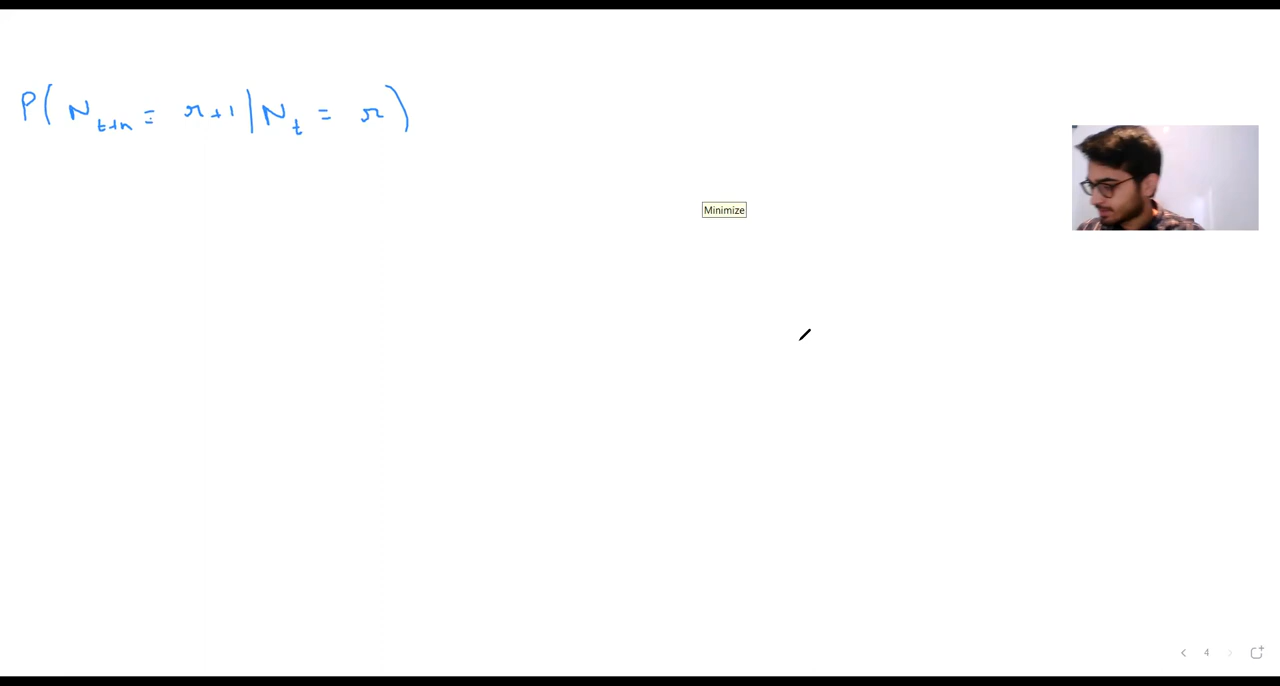 P(N_{t+h} = r+1 | N_t = r)
Minimize
4